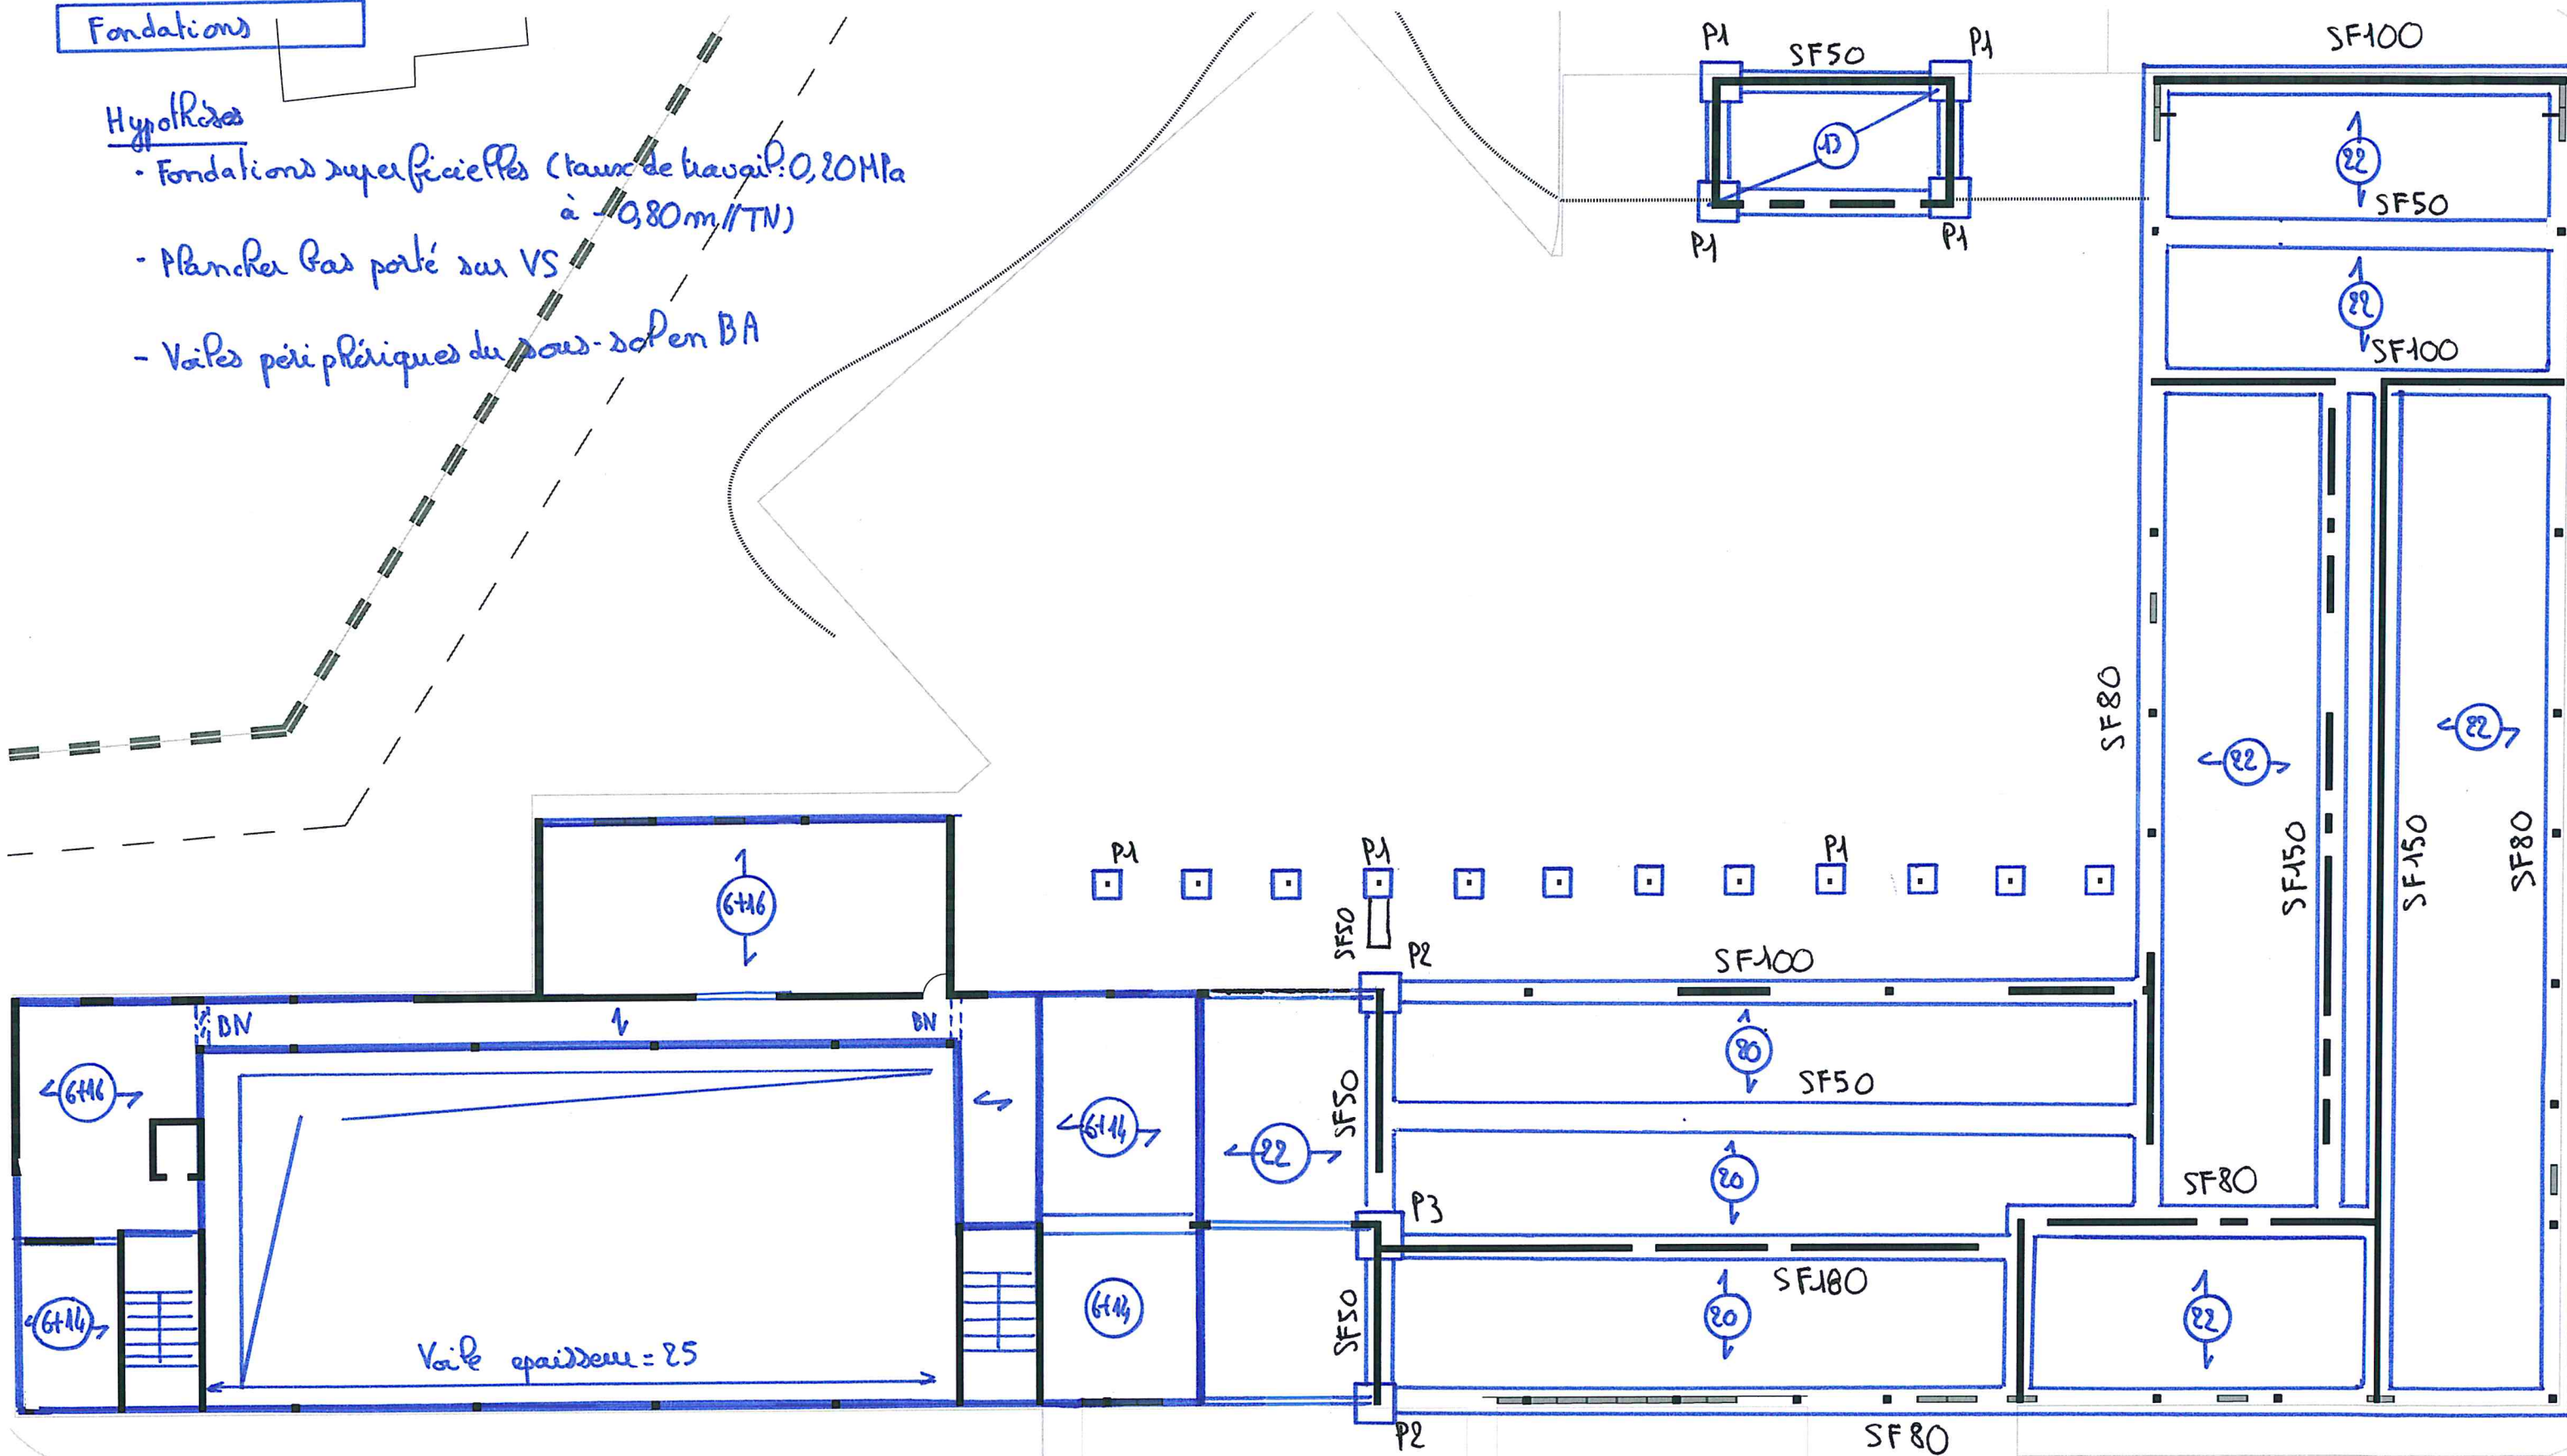 Fondations
Hypothèses
- Fondations superficielles (taux de travail: 0,20MPa
à -0,80m//TN)
- Plancher bas porté sur VS
- Voiles périphériques du sous-sol en BA
P1
SF50
P1
P1
P1
13
SF100
22
SF50
22
SF100
SF80
22
SF150
SF150
22
SF80
P1
P1
P1
SF50
P2
SF100
20
SF50
20
P3
SF50
SF180
20
SF50
P2
SF80
SF80
22
6+16
BN
BN
6+16
6+14
22
6+14
6+14
Voile epaisseur = 25